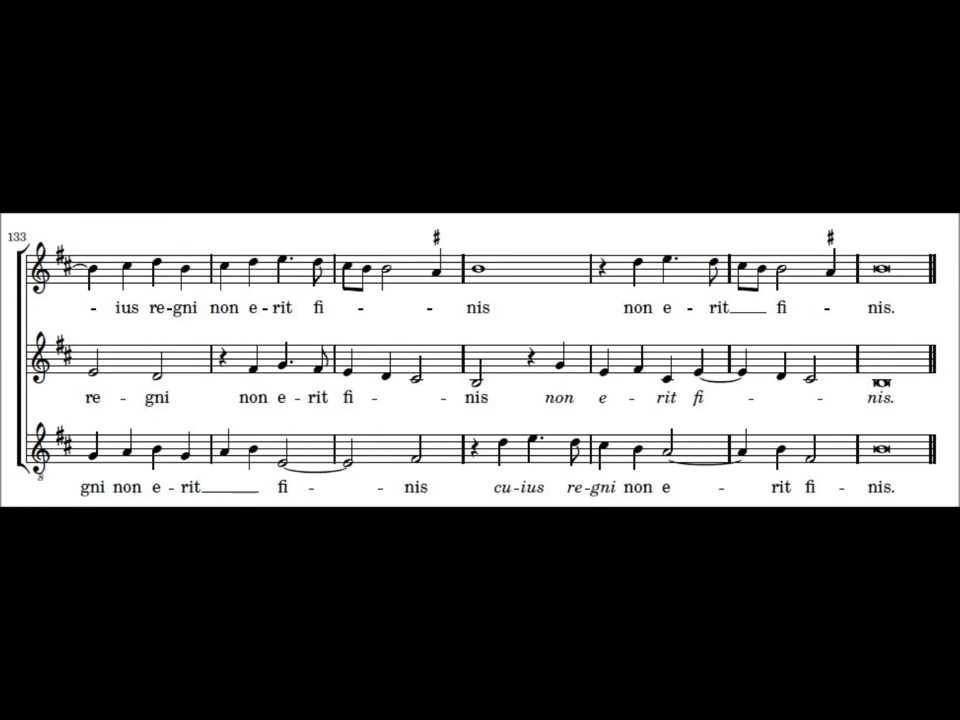 133
- ius re-gni non e-rit fi - - nis non e - rit fi - nis.
re - gni non e-rit fi - - nis non e - rit fi - - nis.
8
gni non e-rit fi - - nis cu-ius re-gni non e - rit fi - nis.